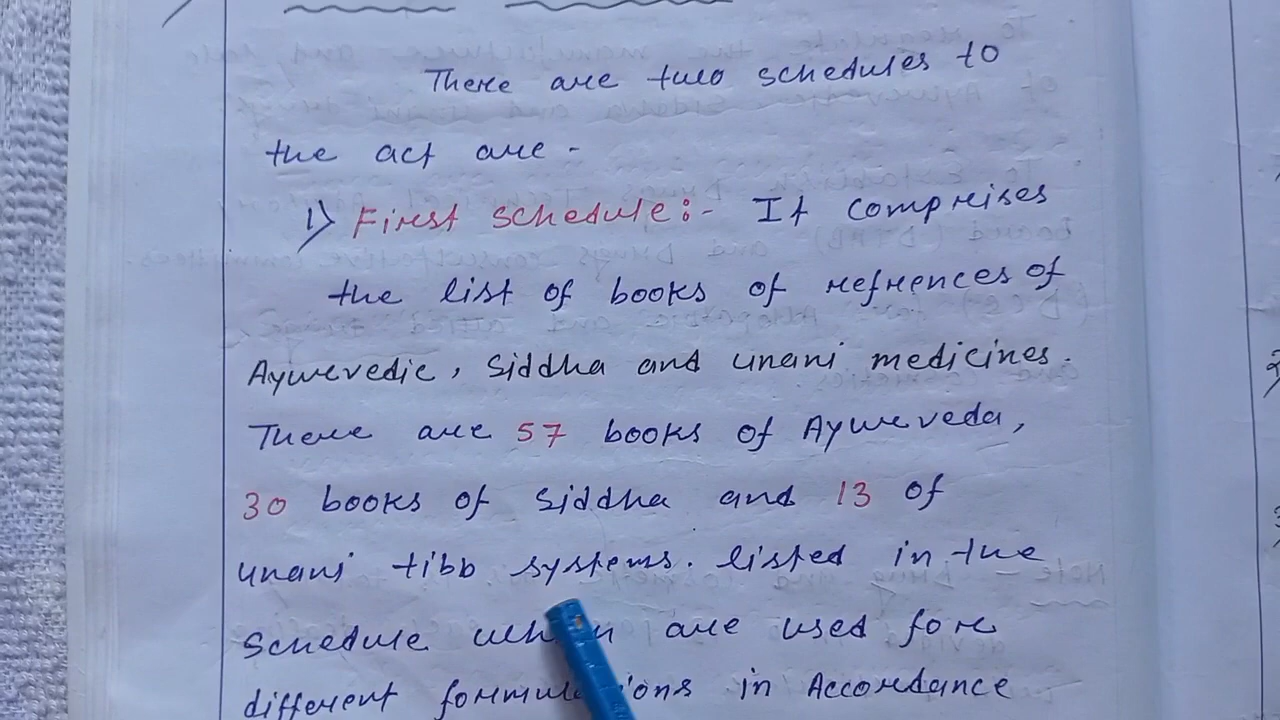 There are two schedules to
the act are -
1) First schedule:- It comprises
the list of books of refrences of
Ayurvedic, Siddha and unani medicines.
There are 57 books of Ayurveda,
30 books of Siddha and 13 of
unani tibb systems. listed in the
Schedule are used for
different in Accordance